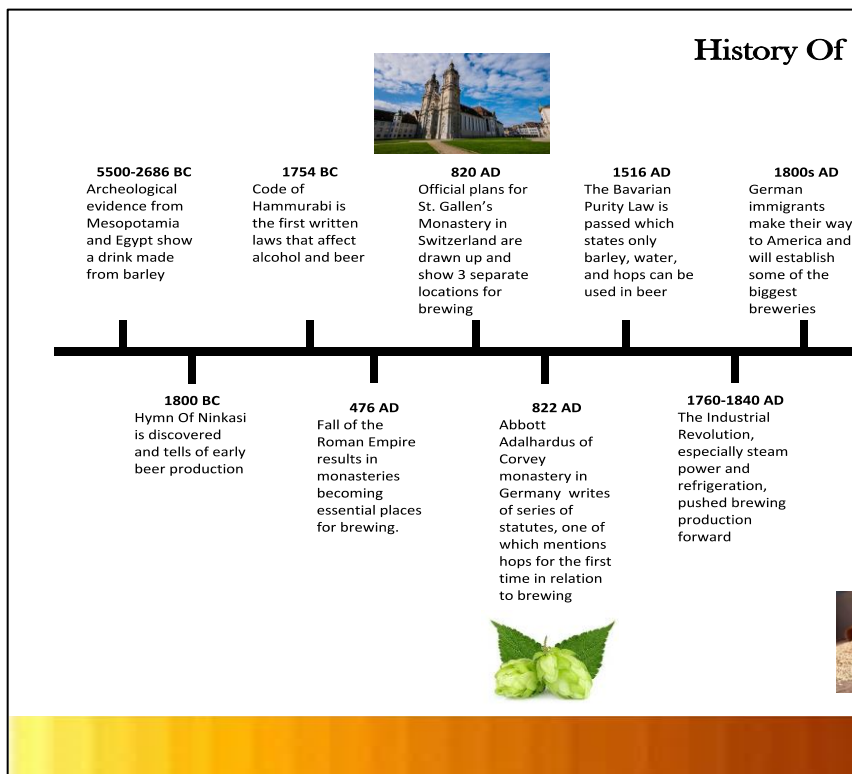 History Of
5500-2686 BC
Archeological
evidence from
Mesopotamia
and Egypt show
a drink made
from barley
1754 BC
Code of
Hammurabi is
the first written
laws that affect
alcohol and beer
820 AD
Official plans for
St. Gallen's
Monastery in
Switzerland are
drawn up and
show 3 separate
locations for
brewing
1516 AD
The Bavarian
Purity Law is
passed which
states only
barley, water,
and hops can be
used in beer
1800s AD
German
immigrants
make their way
to America and
will establish
some of the
biggest
breweries
1800 BC
Hymn Of Ninkasi
is discovered
and tells of early
beer production
476 AD
Fall of the
Roman Empire
results in
monasteries
becoming
essential places
for brewing.
822 AD
Abbott
Adalhardus of
Corvey
monastery in
Germany  writes
of series of
statutes, one of
which mentions
hops for the first
time in relation
to brewing
1760-1840 AD
The Industrial
Revolution,
especially steam
power and
refrigeration,
pushed brewing
production
forward